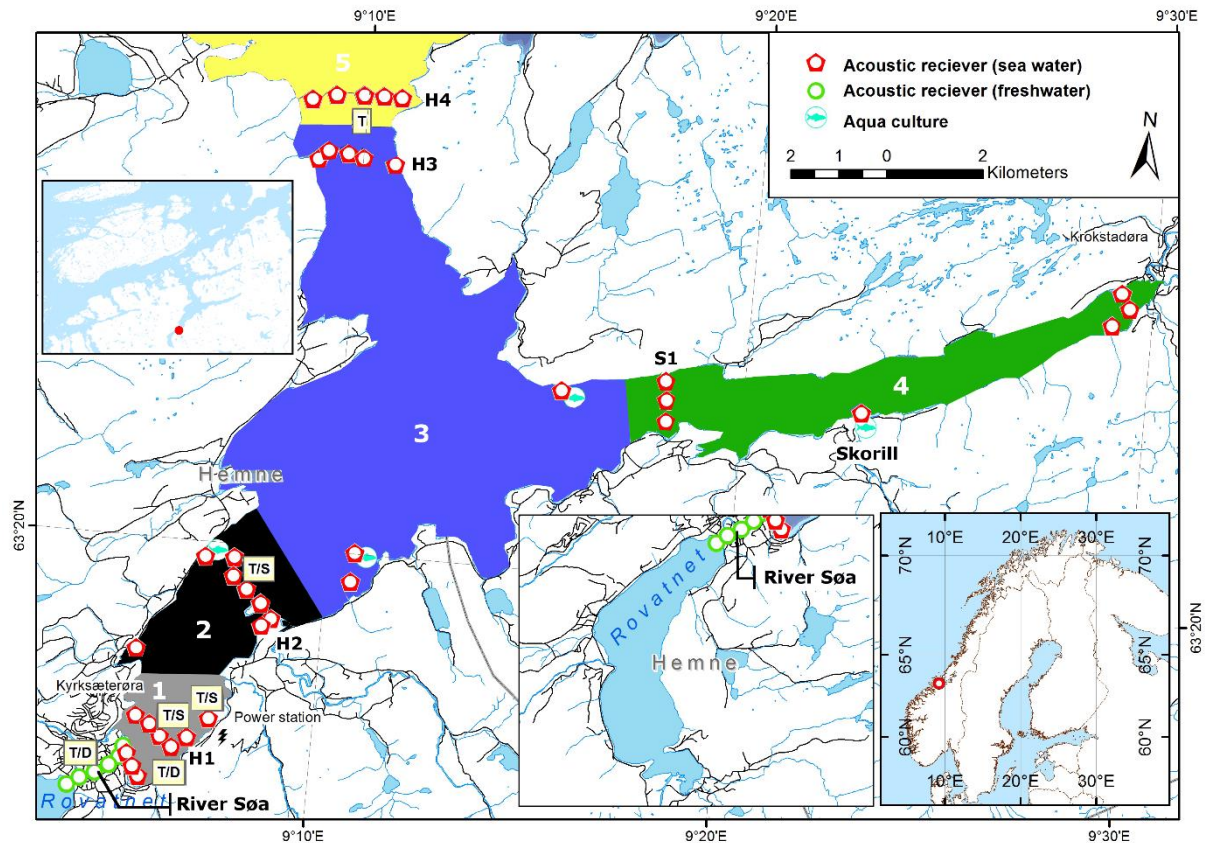 9°10'E
9°20'E
9°30'E
5
H4
T
H3
Acoustic reciever (sea water)
Acoustic reciever (freshwater)
Aqua culture
N
2 1 0 2
Kilometers
Krokstadøra
S1
4
3
Skorill
Hemne
63°20'N
T/S
2
H2
Kyrksæterøra
1
T/S
T/S
Power station
T/D
H1
T/D
Rovatnet
River Søa
River Søa
Rovatnet
Hemne
70°N
65°N
60°N
10°E 20°E 30°E
70°N
65°N
60°N
10°E 20°E 30°E
63°20'N
9°10'E
9°20'E
9°30'E